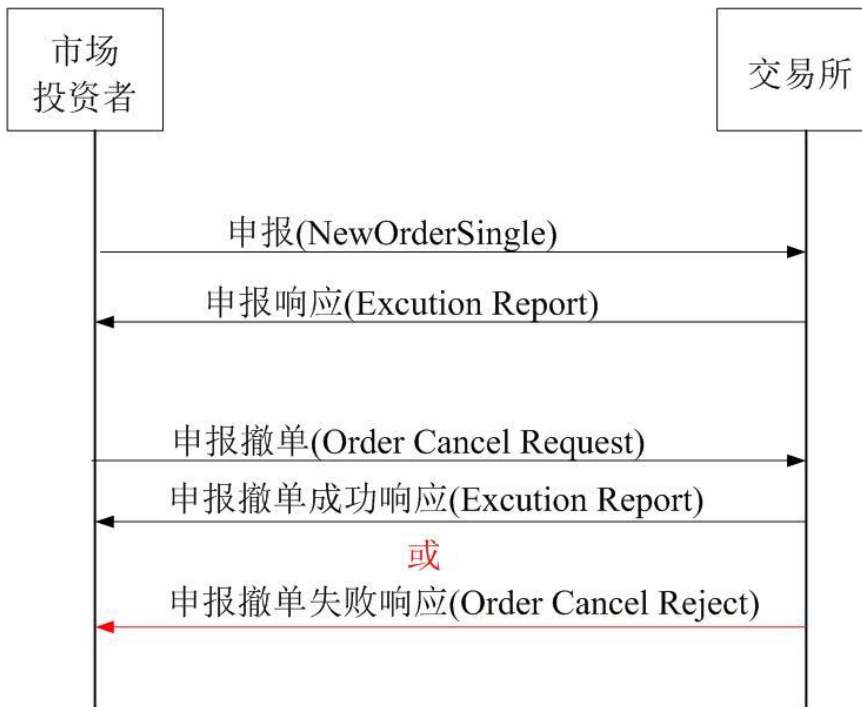 市场
投资者
交易所
申报(NewOrderSingle)
申报响应(Excution Report)
申报撤单(Order Cancel Request)
申报撤单成功响应(Excution Report)
或
申报撤单失败响应(Order Cancel Reject)